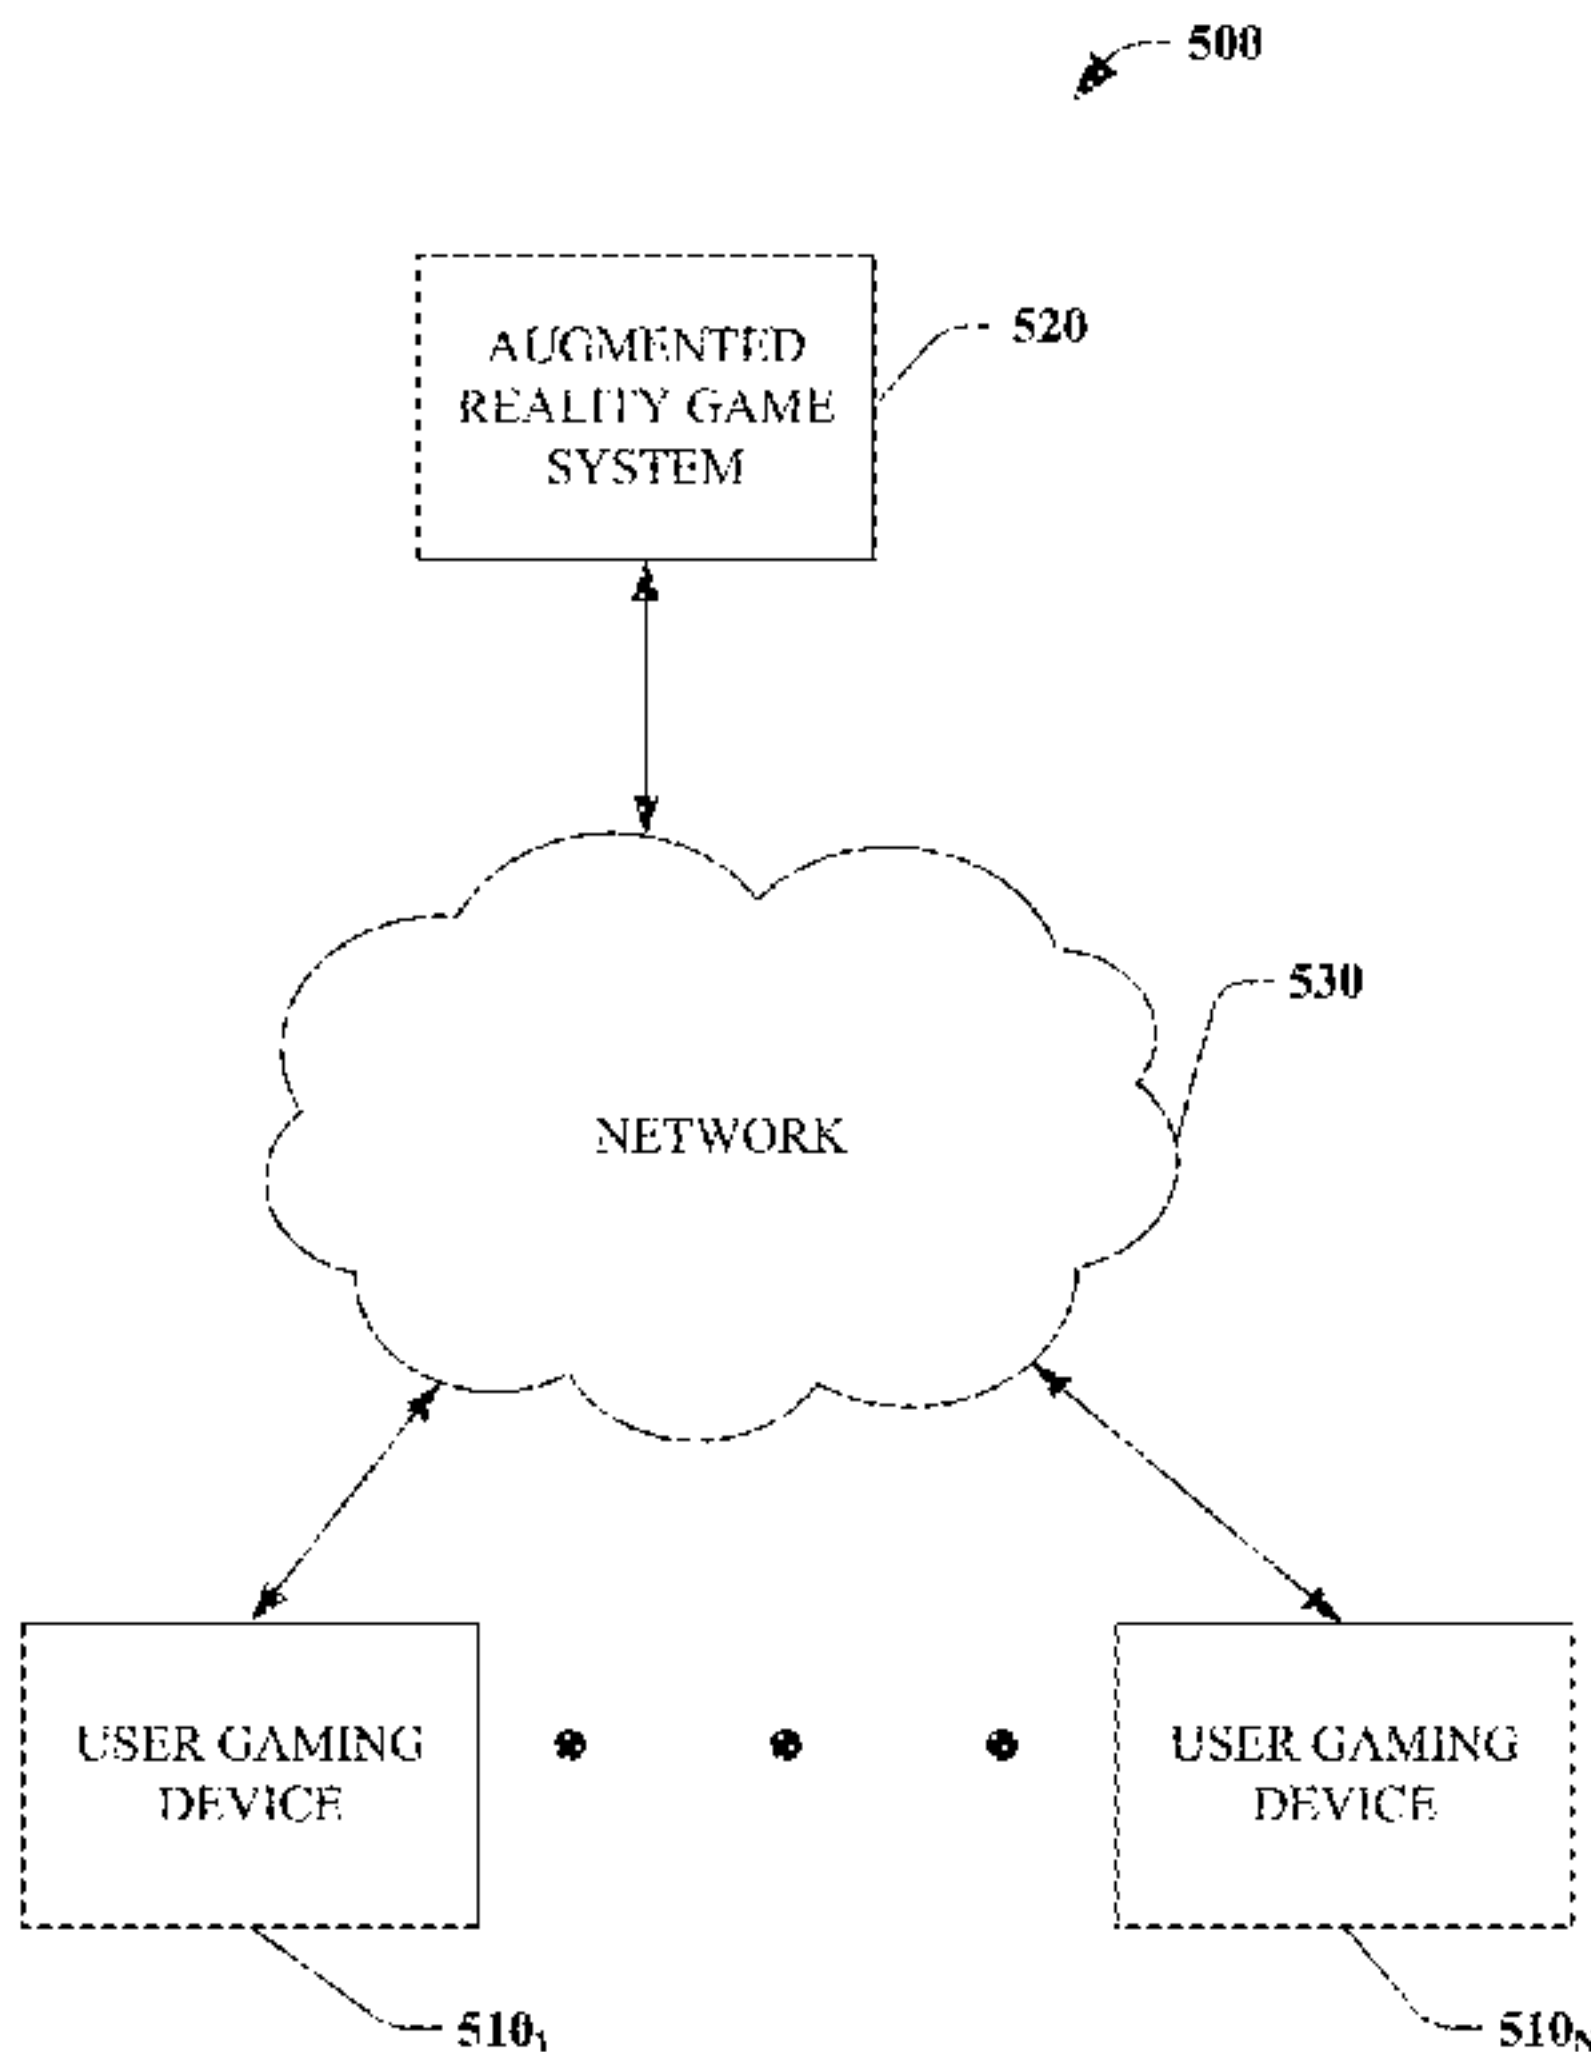 500
AUGMENTED
REALITY GAME
SYSTEM
520
530
NETWORK
USER GAMING
DEVICE
USER GAMING
DEVICE
510₁
510ₙ